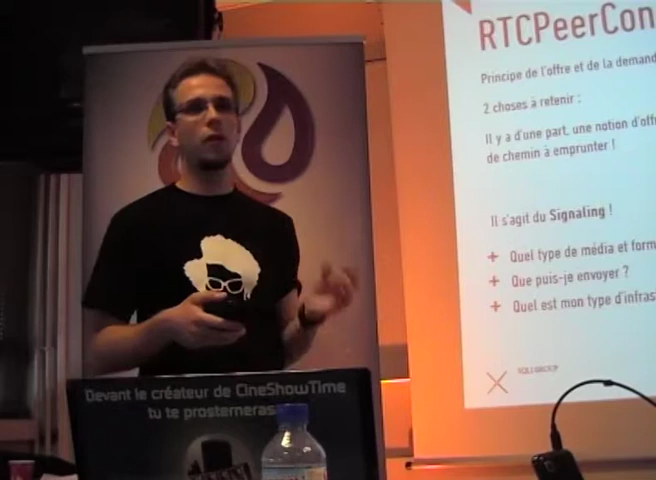 RTCPeerCon
Principe de l'offre et de la demand
2 choses à retenir :
Il y a d'une part, une notion d'off
de chemin à emprunter !
Il s'agit du Signaling !
+ Quel type de média et form
+ Que puis-je envoyer ?
+ Quel est mon type d'infras
SQLI GROUP
Devant le créateur de CineShowTime
tu te prosterneras